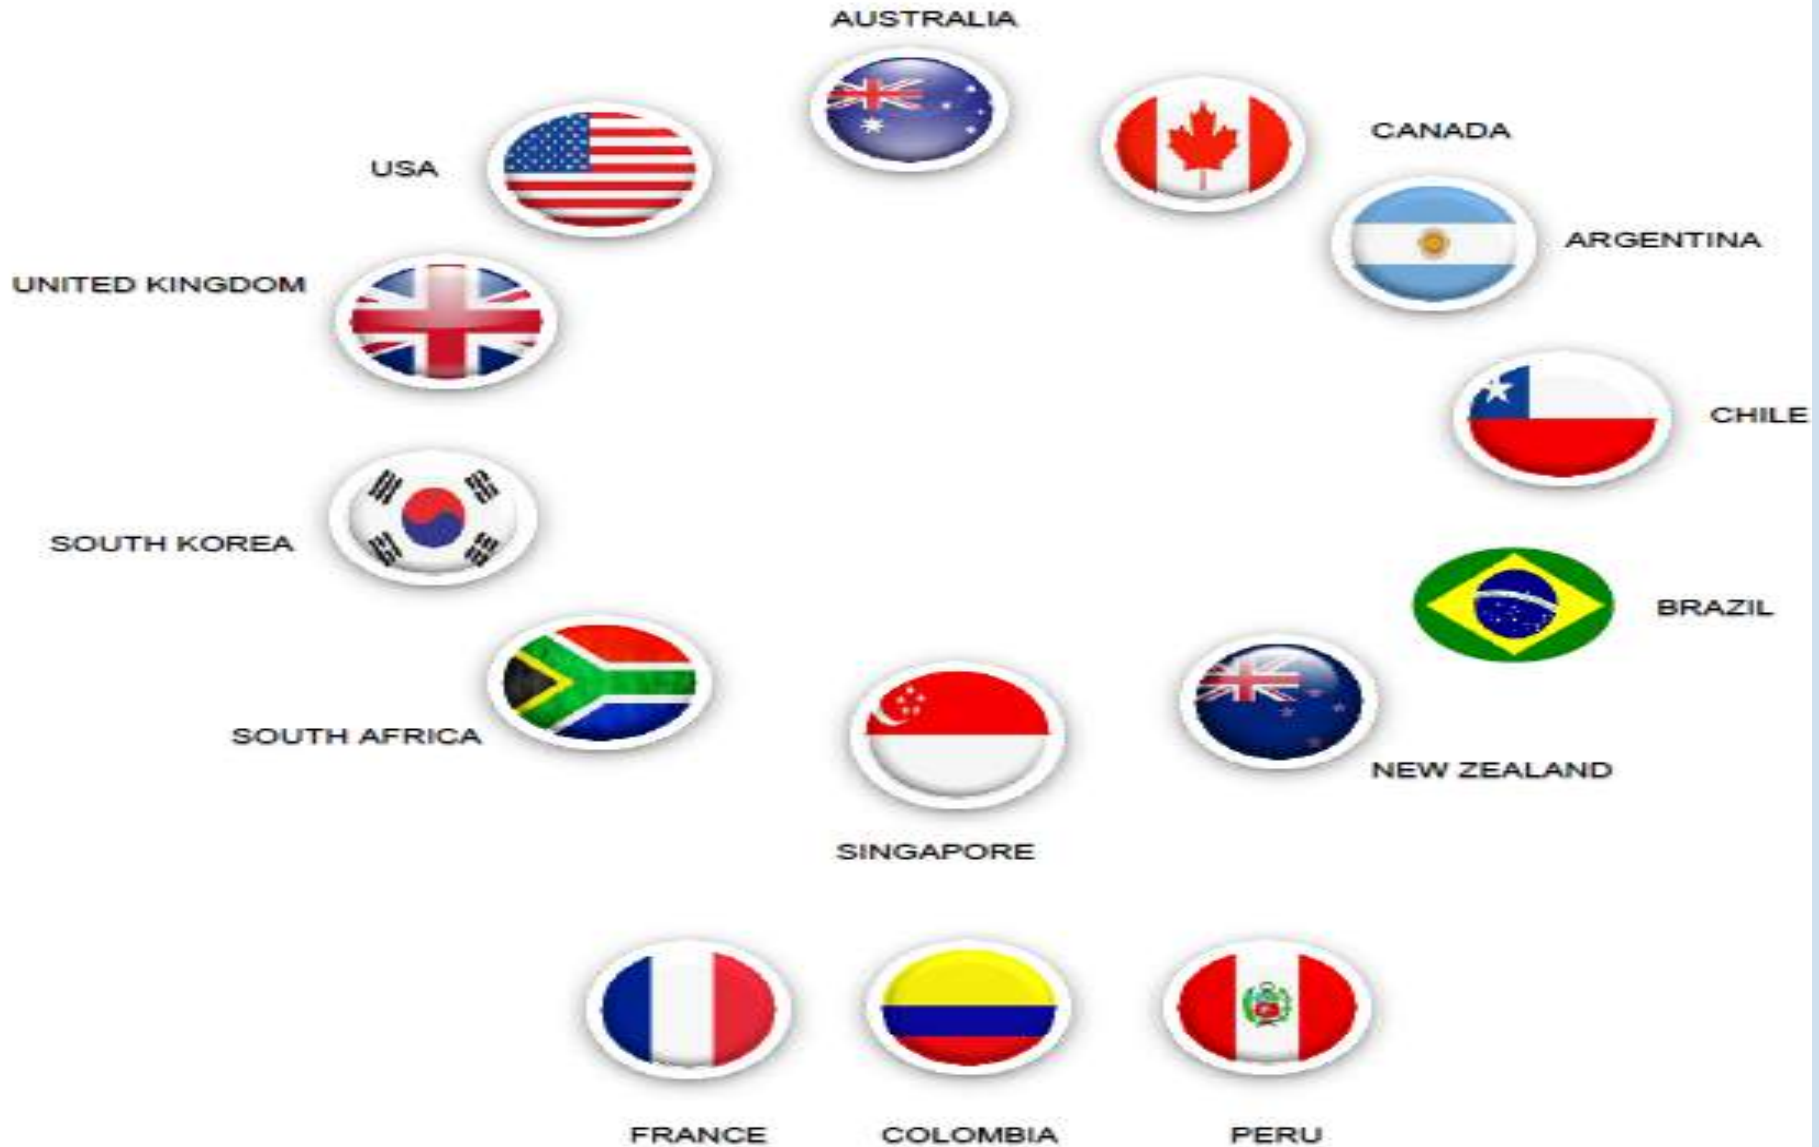 AUSTRALIA
CANADA
USA
ARGENTINA
UNITED KINGDOM
CHILE
SOUTH KOREA
BRAZIL
SOUTH AFRICA
NEW ZEALAND
SINGAPORE
FRANCE
COLOMBIA
PERU